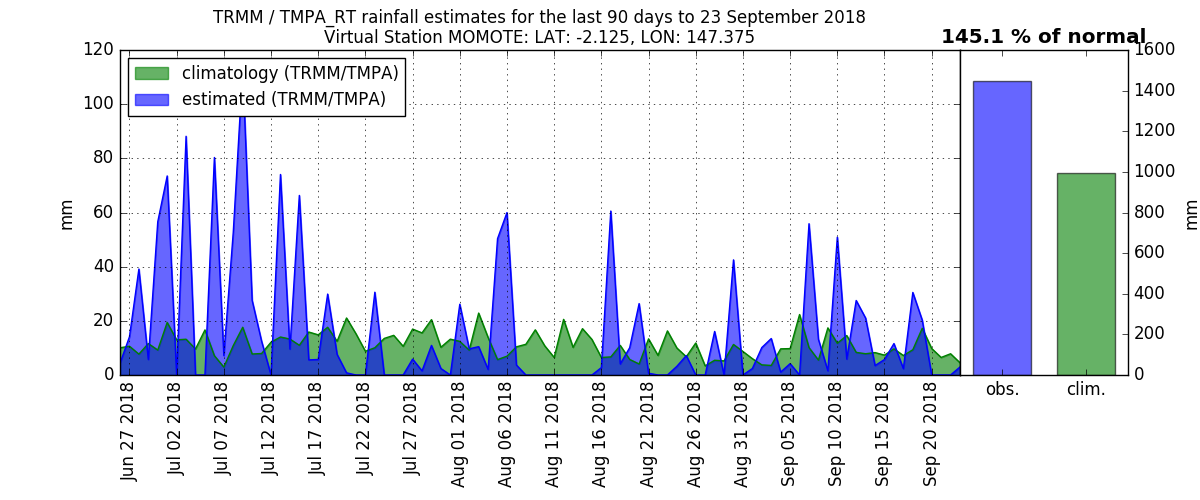 TRMM / TMPA_RT rainfall estimates for the last 90 days to 23 September 2018
Virtual Station MOMOTE: LAT: -2.125, LON: 147.375
145.1 % of normal
climatology (TRMM/TMPA)
estimated (TRMM/TMPA)
mm
120
100
80
60
40
20
0
Jun 27 2018
Jul 02 2018
Jul 07 2018
Jul 12 2018
Jul 17 2018
Jul 22 2018
Jul 27 2018
Aug 01 2018
Aug 06 2018
Aug 11 2018
Aug 16 2018
Aug 21 2018
Aug 26 2018
Aug 31 2018
Sep 05 2018
Sep 10 2018
Sep 15 2018
Sep 20 2018
obs.
clim.
1600
1400
1200
1000
800
600
400
200
0
mm